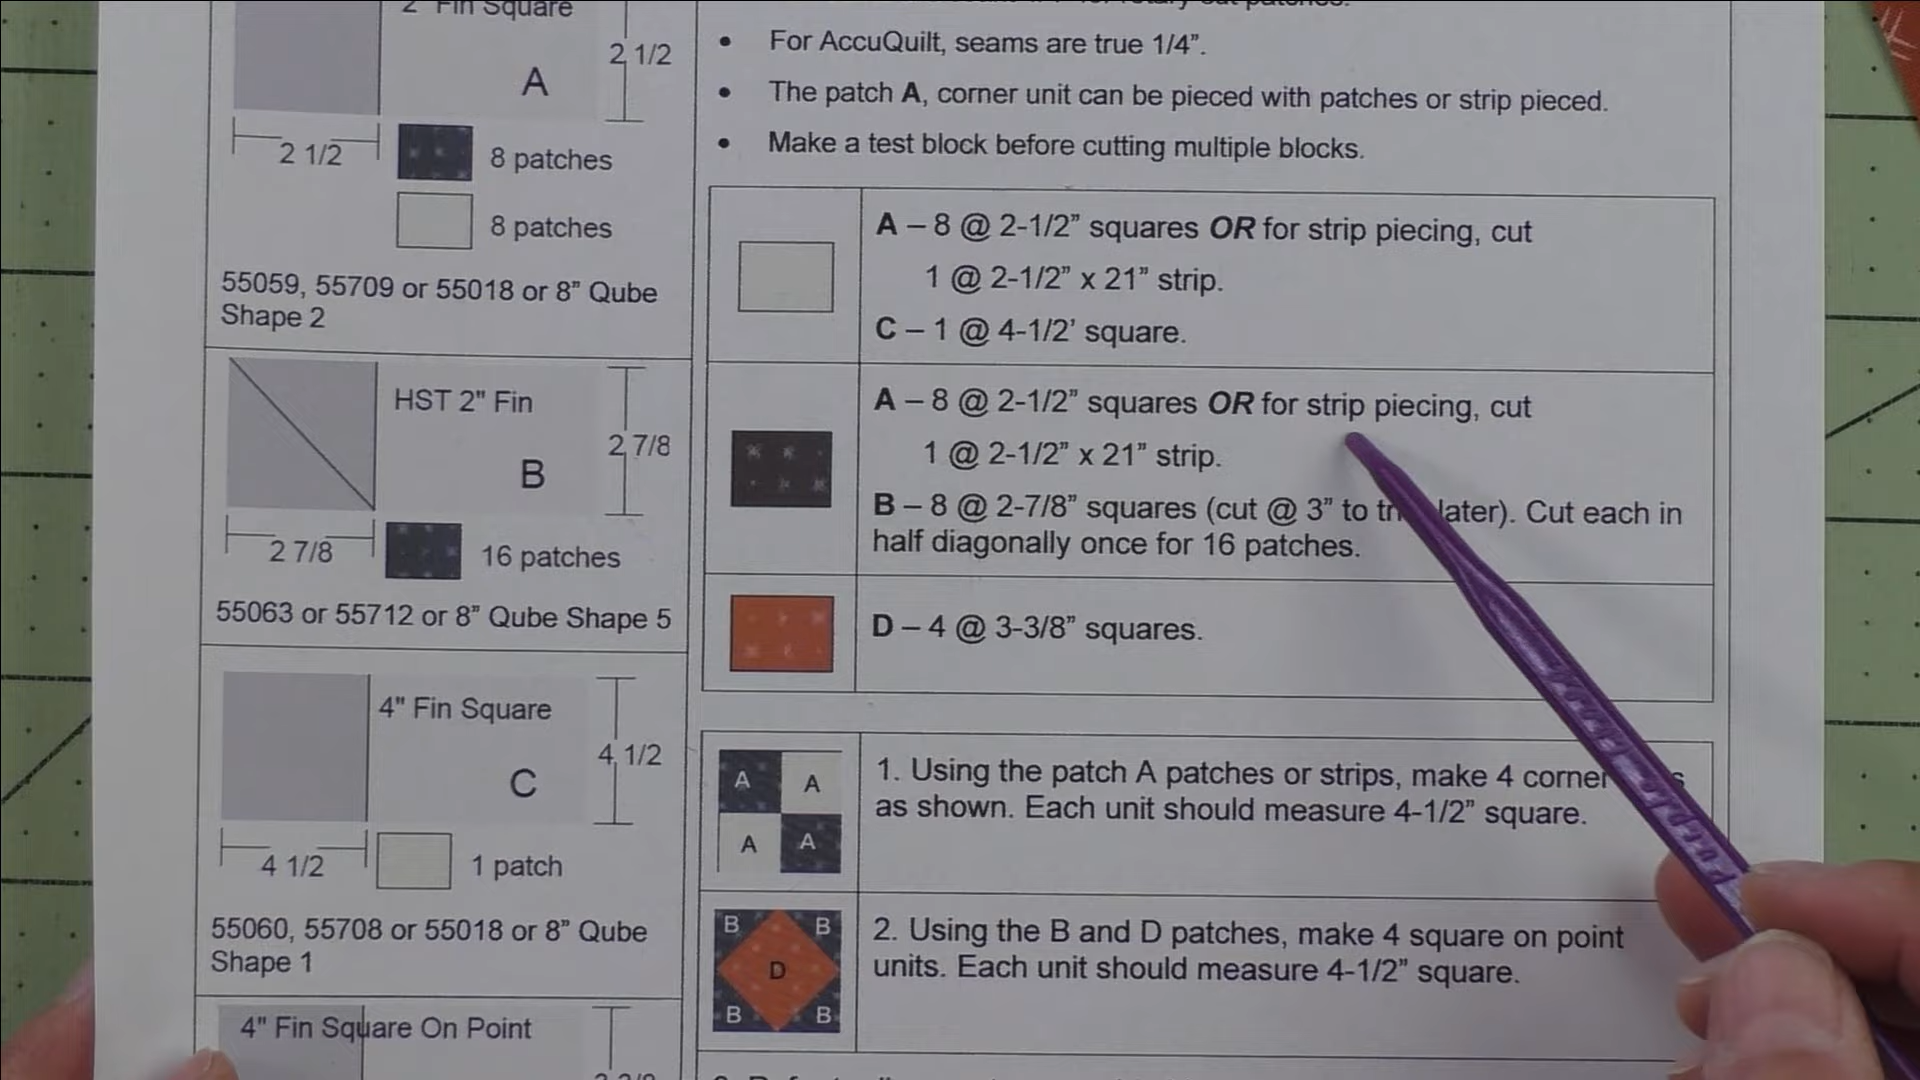 2" Fin Square
A
2 1/2
2 1/2
8 patches
8 patches
55059, 55709 or 55018 or 8” Qube
Shape 2
HST 2" Fin
B
2 7/8
2 7/8
16 patches
55063 or 55712 or 8” Qube Shape 5
4" Fin Square
C
4 1/2
4 1/2
1 patch
55060, 55708 or 55018 or 8” Qube
Shape 1
4" Fin Square On Point
• For AccuQuilt, seams are true 1/4”.
• The patch A, corner unit can be pieced with patches or strip pieced.
• Make a test block before cutting multiple blocks.
A – 8 @ 2-1/2” squares OR for strip piecing, cut
1 @ 2-1/2” x 21” strip.
C – 1 @ 4-1/2’ square.
A – 8 @ 2-1/2” squares OR for strip piecing, cut
1 @ 2-1/2” x 21” strip.
B – 8 @ 2-7/8” squares (cut @ 3” to later). Cut each in
half diagonally once for 16 patches.
D – 4 @ 3-3/8” squares.
A A
A A
1. Using the patch A patches or strips, make 4 corner
as shown. Each unit should measure 4-1/2” square.
B B
D
B B
2. Using the B and D patches, make 4 square on point
units. Each unit should measure 4-1/2” square.